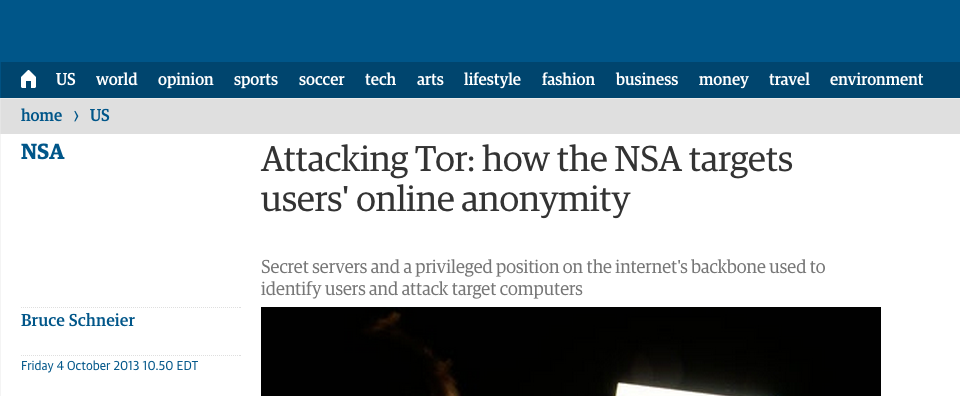 US world opinion sports soccer tech arts lifestyle fashion business money travel environment
home › US
NSA
Attacking Tor: how the NSA targets
users' online anonymity
Secret servers and a privileged position on the internet's backbone used to
identify users and attack target computers
Bruce Schneier
Friday 4 October 2013 10.50 EDT